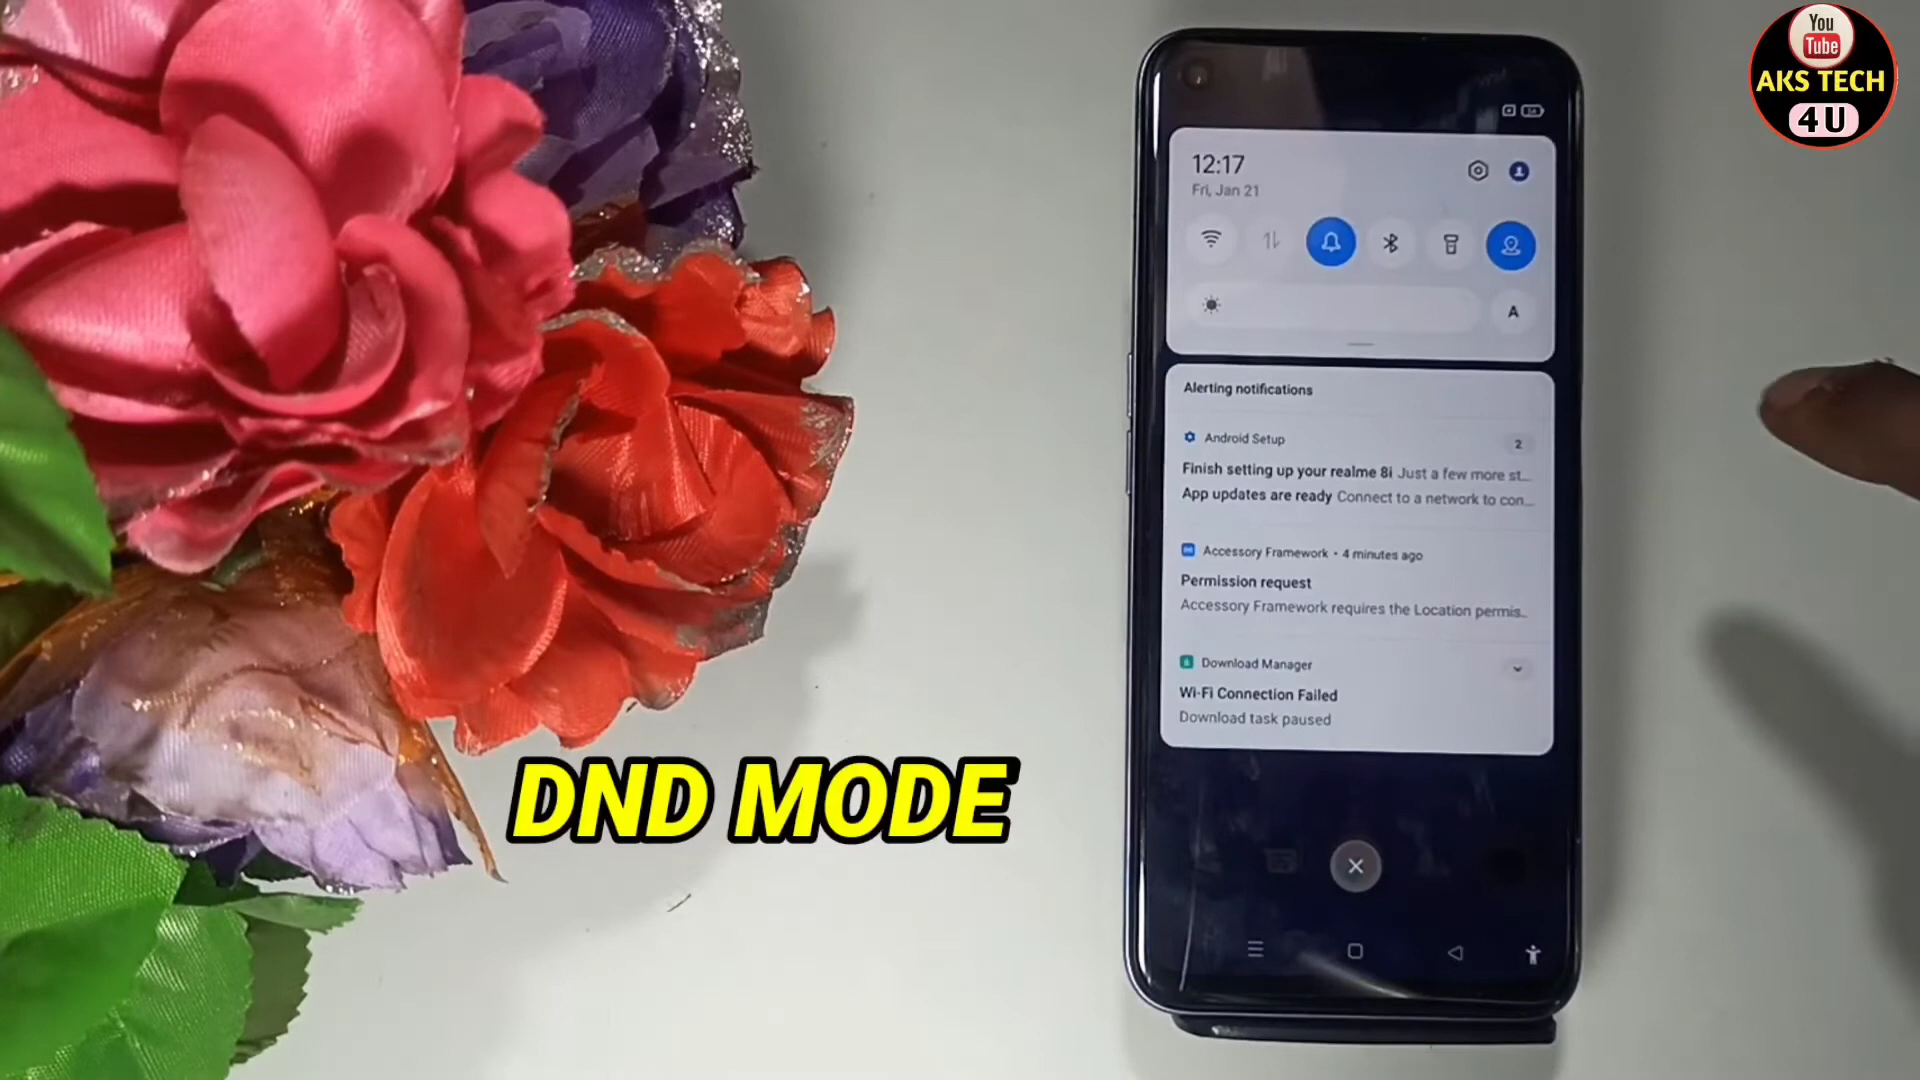 You
Tube
AKS TECH
4U
12:17
Fri, Jan 21
A
Alerting notifications
Android Setup
2
Finish setting up your realme 8i Just a few more st...
App updates are ready Connect to a network to con...
Accessory Framework • 4 minutes ago
Permission request
Accessory Framework requires the Location permis..
Download Manager
Wi-Fi Connection Failed
Download task paused
DND MODE